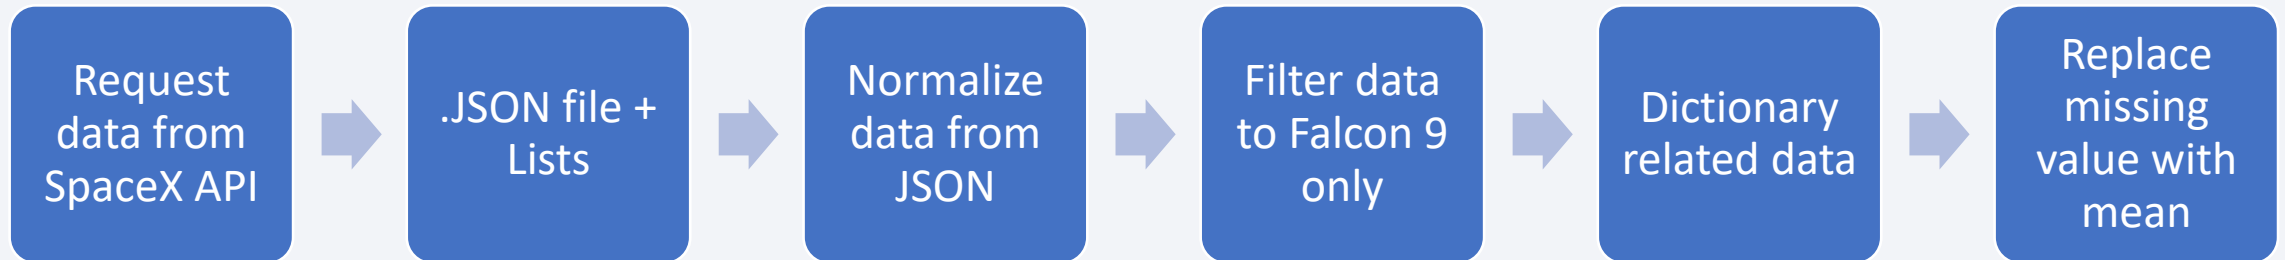 Request
data from
SpaceX API
.JSON file +
Lists
Normalize
data from
JSON
Filter data
to Falcon 9
only
Dictionary
related data
Replace
missing
value with
mean